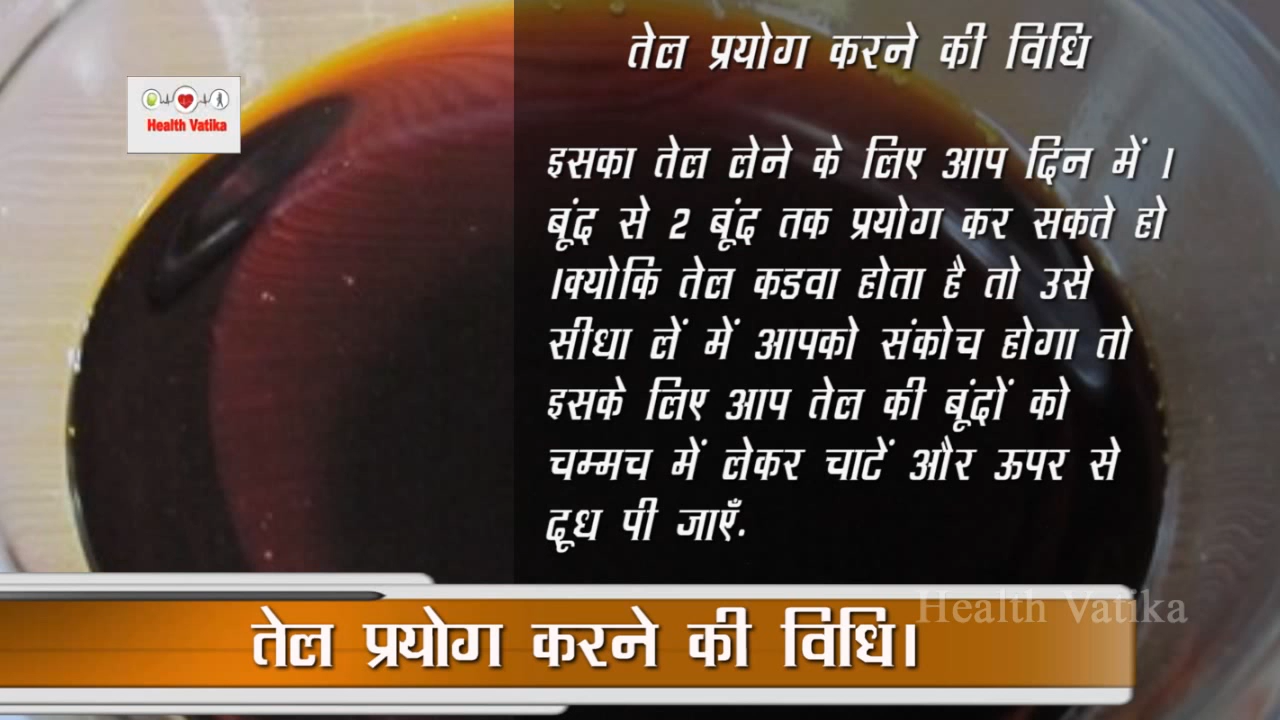 तेल प्रयोग करने की विधि
Health Vatika
इसका तेल लेने के लिए आप दिन में ।
बूंद से 2 बूंद तक प्रयोग कर सकते हो
।क्योकि तेल कडवा होता है तो उसे
सीधा लें में आपको संकोच होगा तो
इसके लिए आप तेल की बूंदों को
चम्मच में लेकर चाटें और ऊपर से
दूध पी जाएँ.
Health Vatika
तेल प्रयोग करने की विधि।